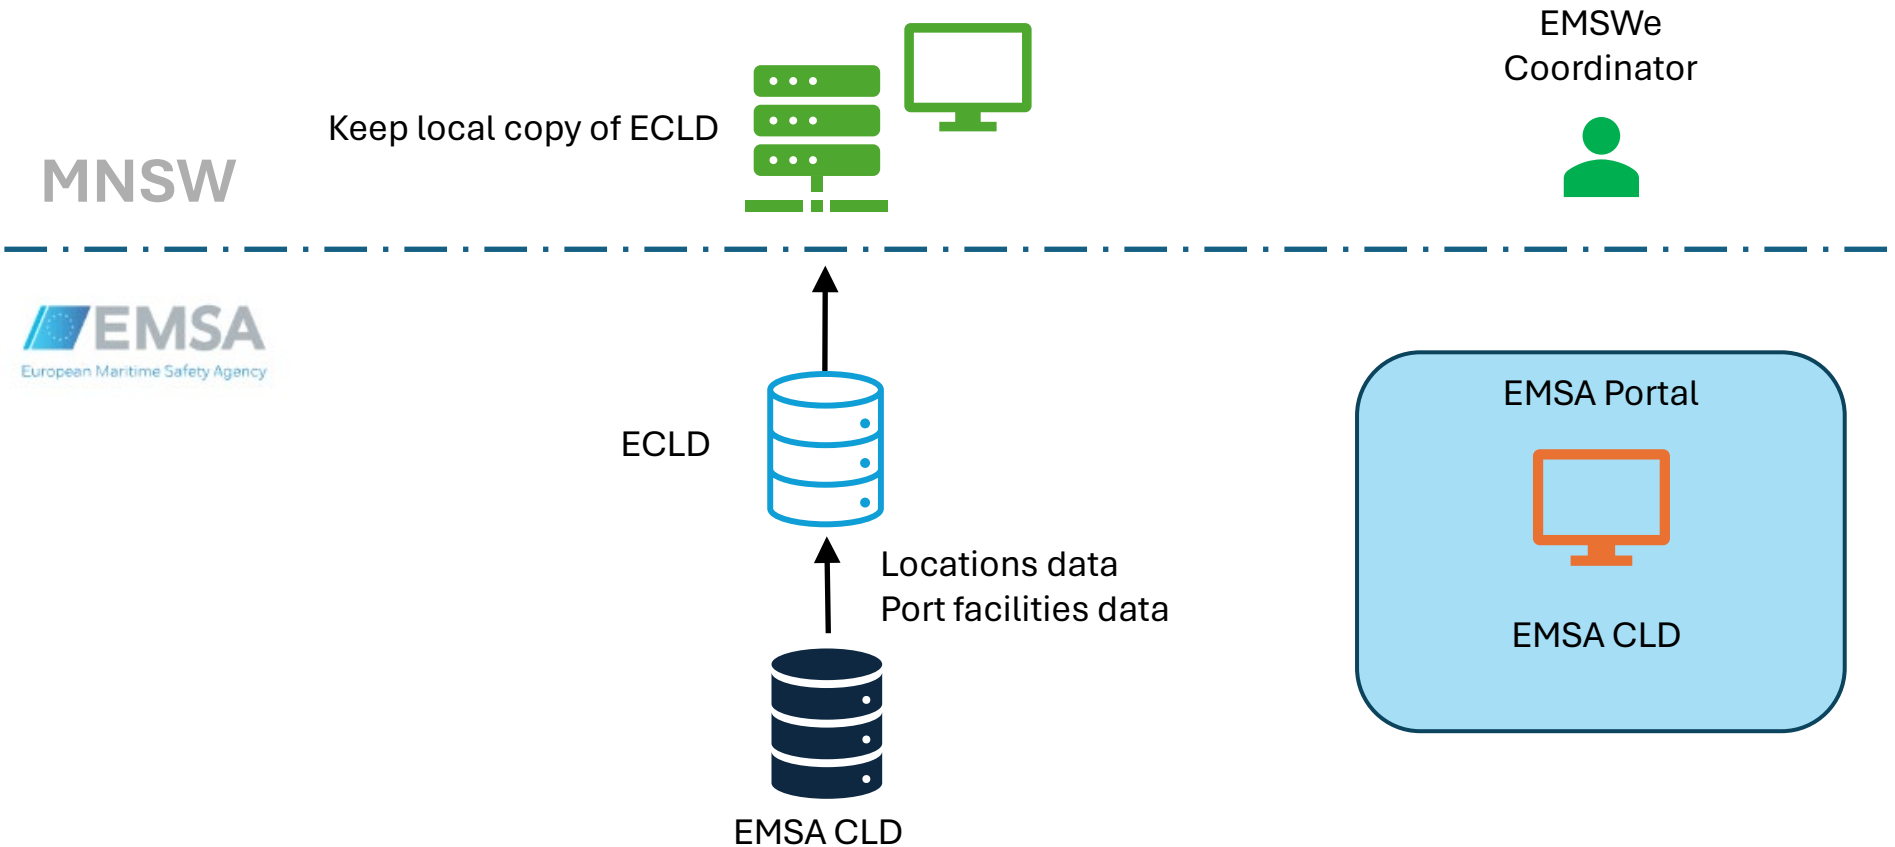 EMSWe
Coordinator
Keep local copy of ECLD
MNSW
EMSA
European Maritime Safety Agency
EMSA Portal
ECLD
Locations data
Port facilities data
EMSA CLD
EMSA CLD